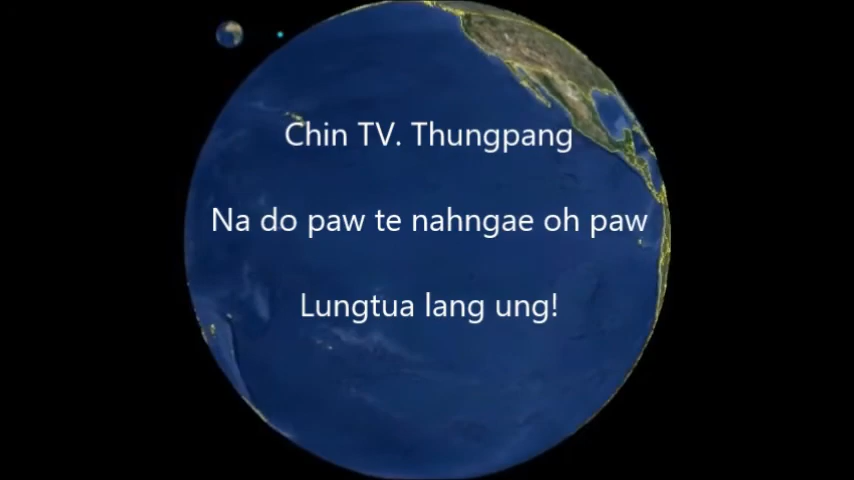 Chin TV. Thungpang
Na do paw te nahngae oh paw
Lungtua lang ung!